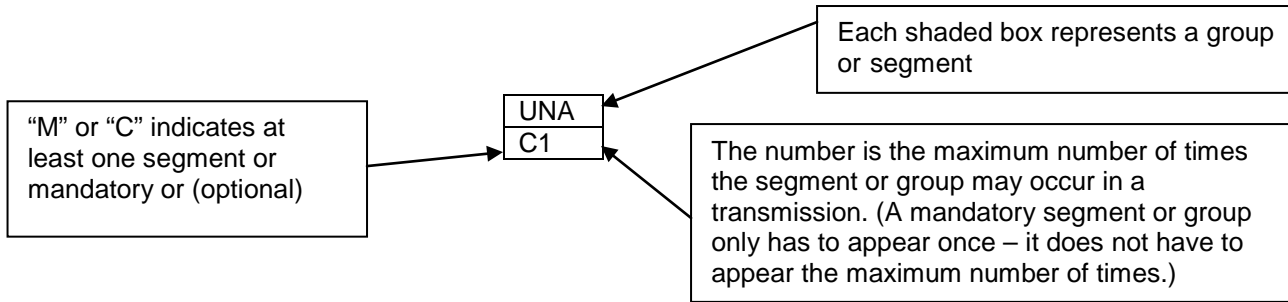 Each shaded box represents a group
or segment
“M” or “C” indicates at
least one segment or
mandatory or (optional)
UNA
C1
The number is the maximum number of times
the segment or group may occur in a
transmission. (A mandatory segment or group
only has to appear once – it does not have to
appear the maximum number of times.)